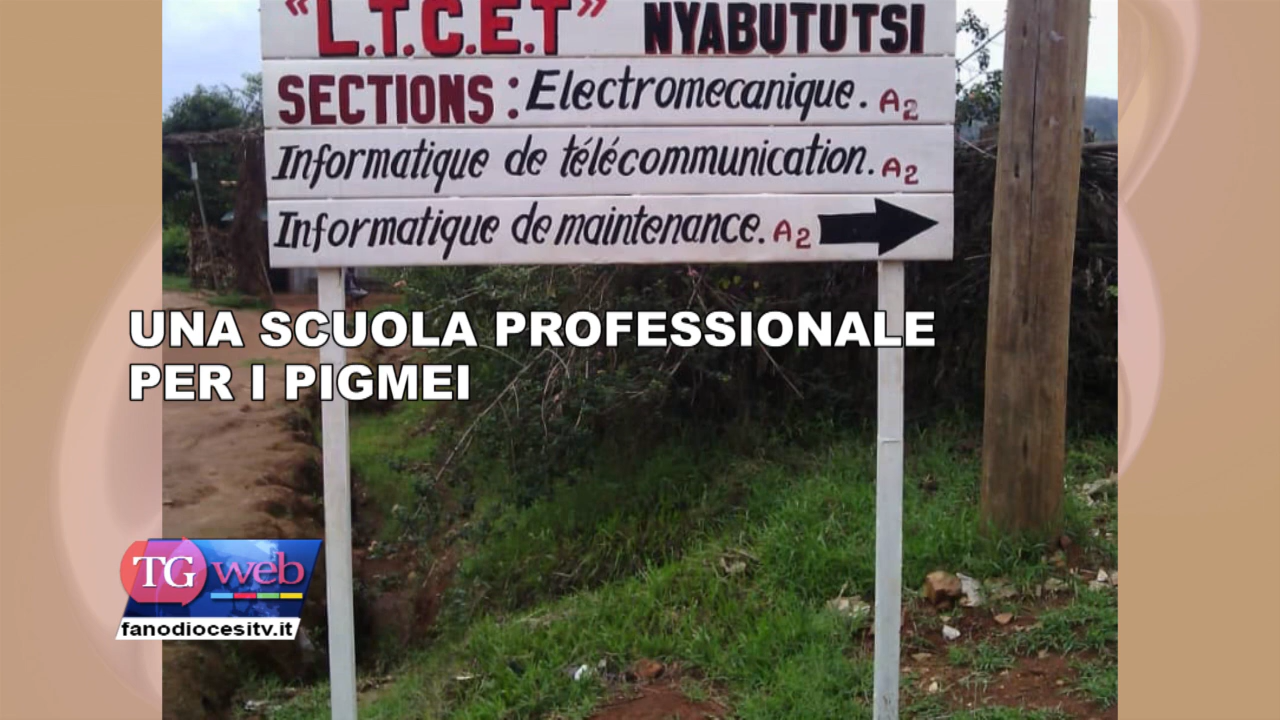 "L.T.C.E.T" NYABUTUTSI
SECTIONS : Electromecanique. A2
Informatique de télécommunication. A2
Informatique de maintenance. A2
UNA SCUOLA PROFESSIONALE
PER I PIGMEI
TG web
fanodiocesitv.it